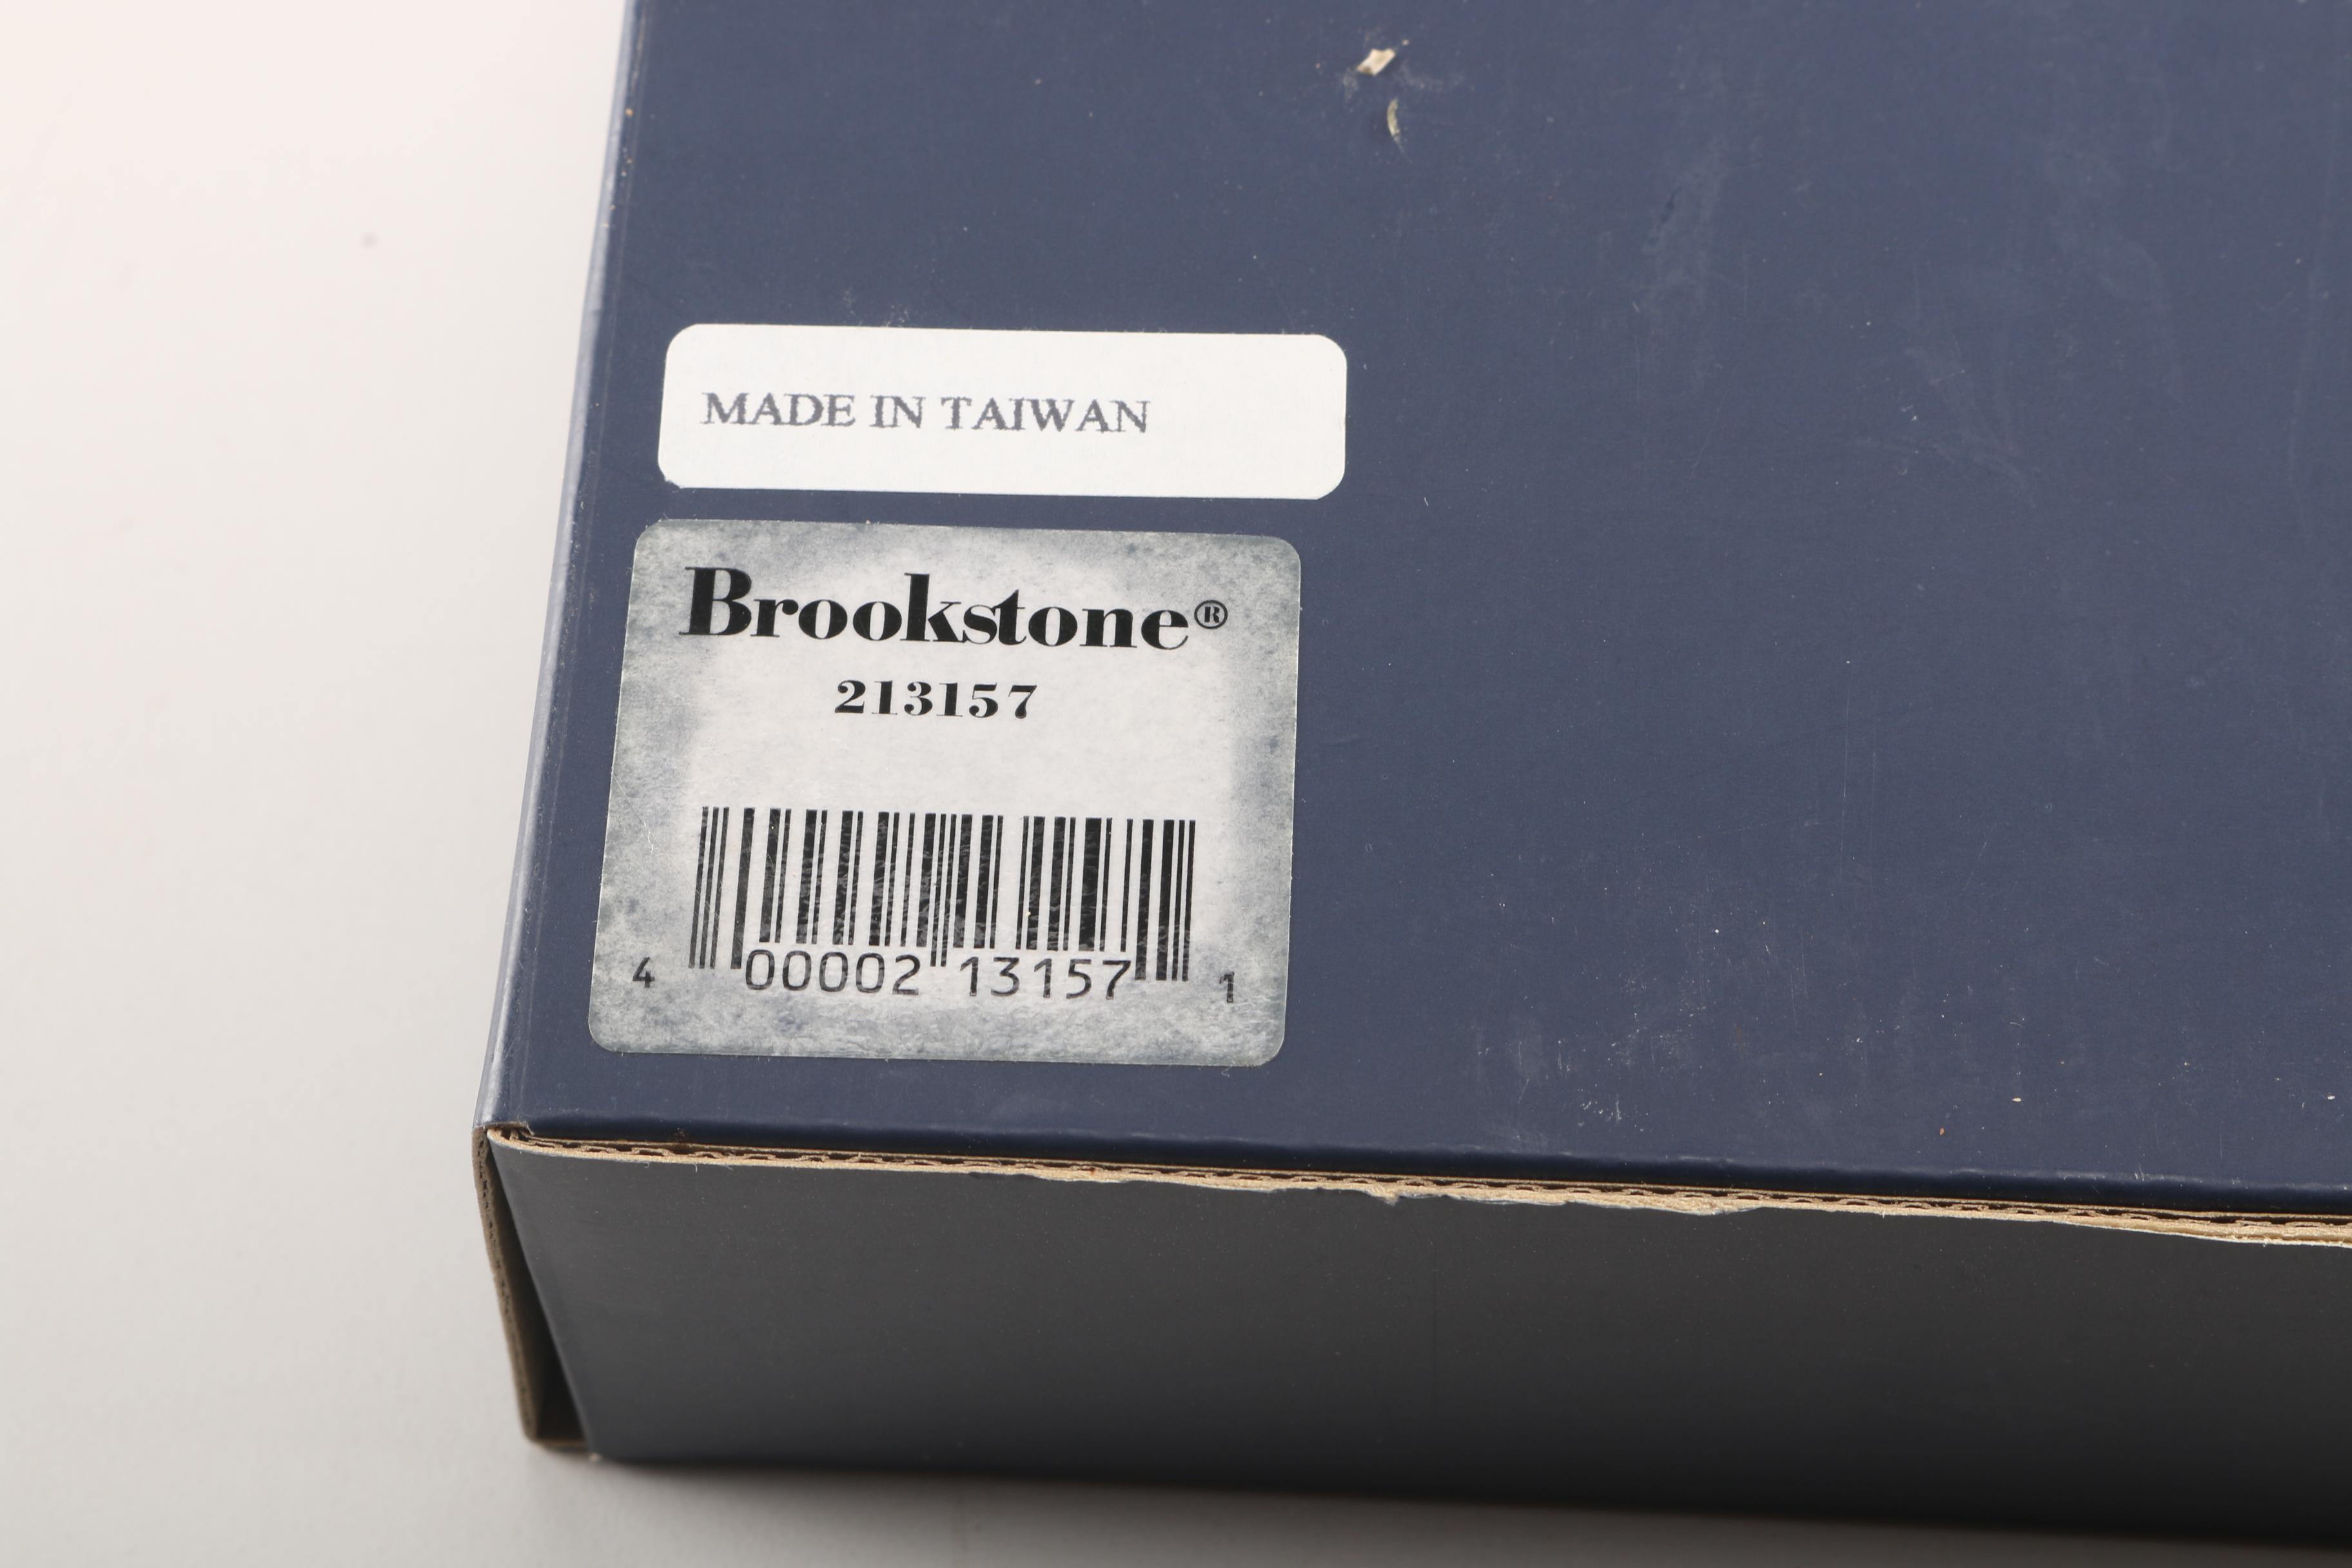 MADE IN TAIWAN
Brookstone®
213157
4 00002 13157 1